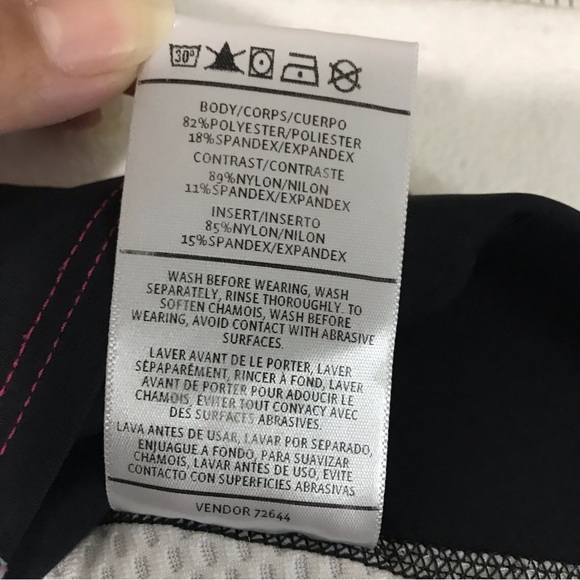 30°
BODY/CORPS/CUERPO
82%POLYESTER/POLIESTER
18%SPANDEX/EXPANDEX
CONTRAST/CONTRASTE
89%NYLON/NILON
11%SPANDEX/EXPANDEX
INSERT/INSERTO
85%NYLON/NILON
15%SPANDEX/EXPANDEX
WASH BEFORE WEARING, WASH
SEPARATELY, RINSE THOROUGHLY. TO
SOFTEN CHAMOIS, WASH BEFORE
WEARING, AVOID CONTACT WITH ABRASIVE
SURFACES.
LAVER AVANT DE LE PORTER, LAVER
SÉPAPARÉMENT, RINCER À FOND, LAVER
AVANT DE PORTER POUR ADOUCIR LE
CHAMOIS, EVITER TOUT CONYACY AVEC
DES SURFACES ABRASIVES.
LAVA ANTES DE USAR, LAVAR POR SEPARADO,
ENJUAGUE A FONDO, PARA SUAVIZAR
CHAMOIS, LAVAR ANTES DE USO, EVITE
CONTACTO CON SUPERFICIES ABRASIVAS
VENDOR 72644